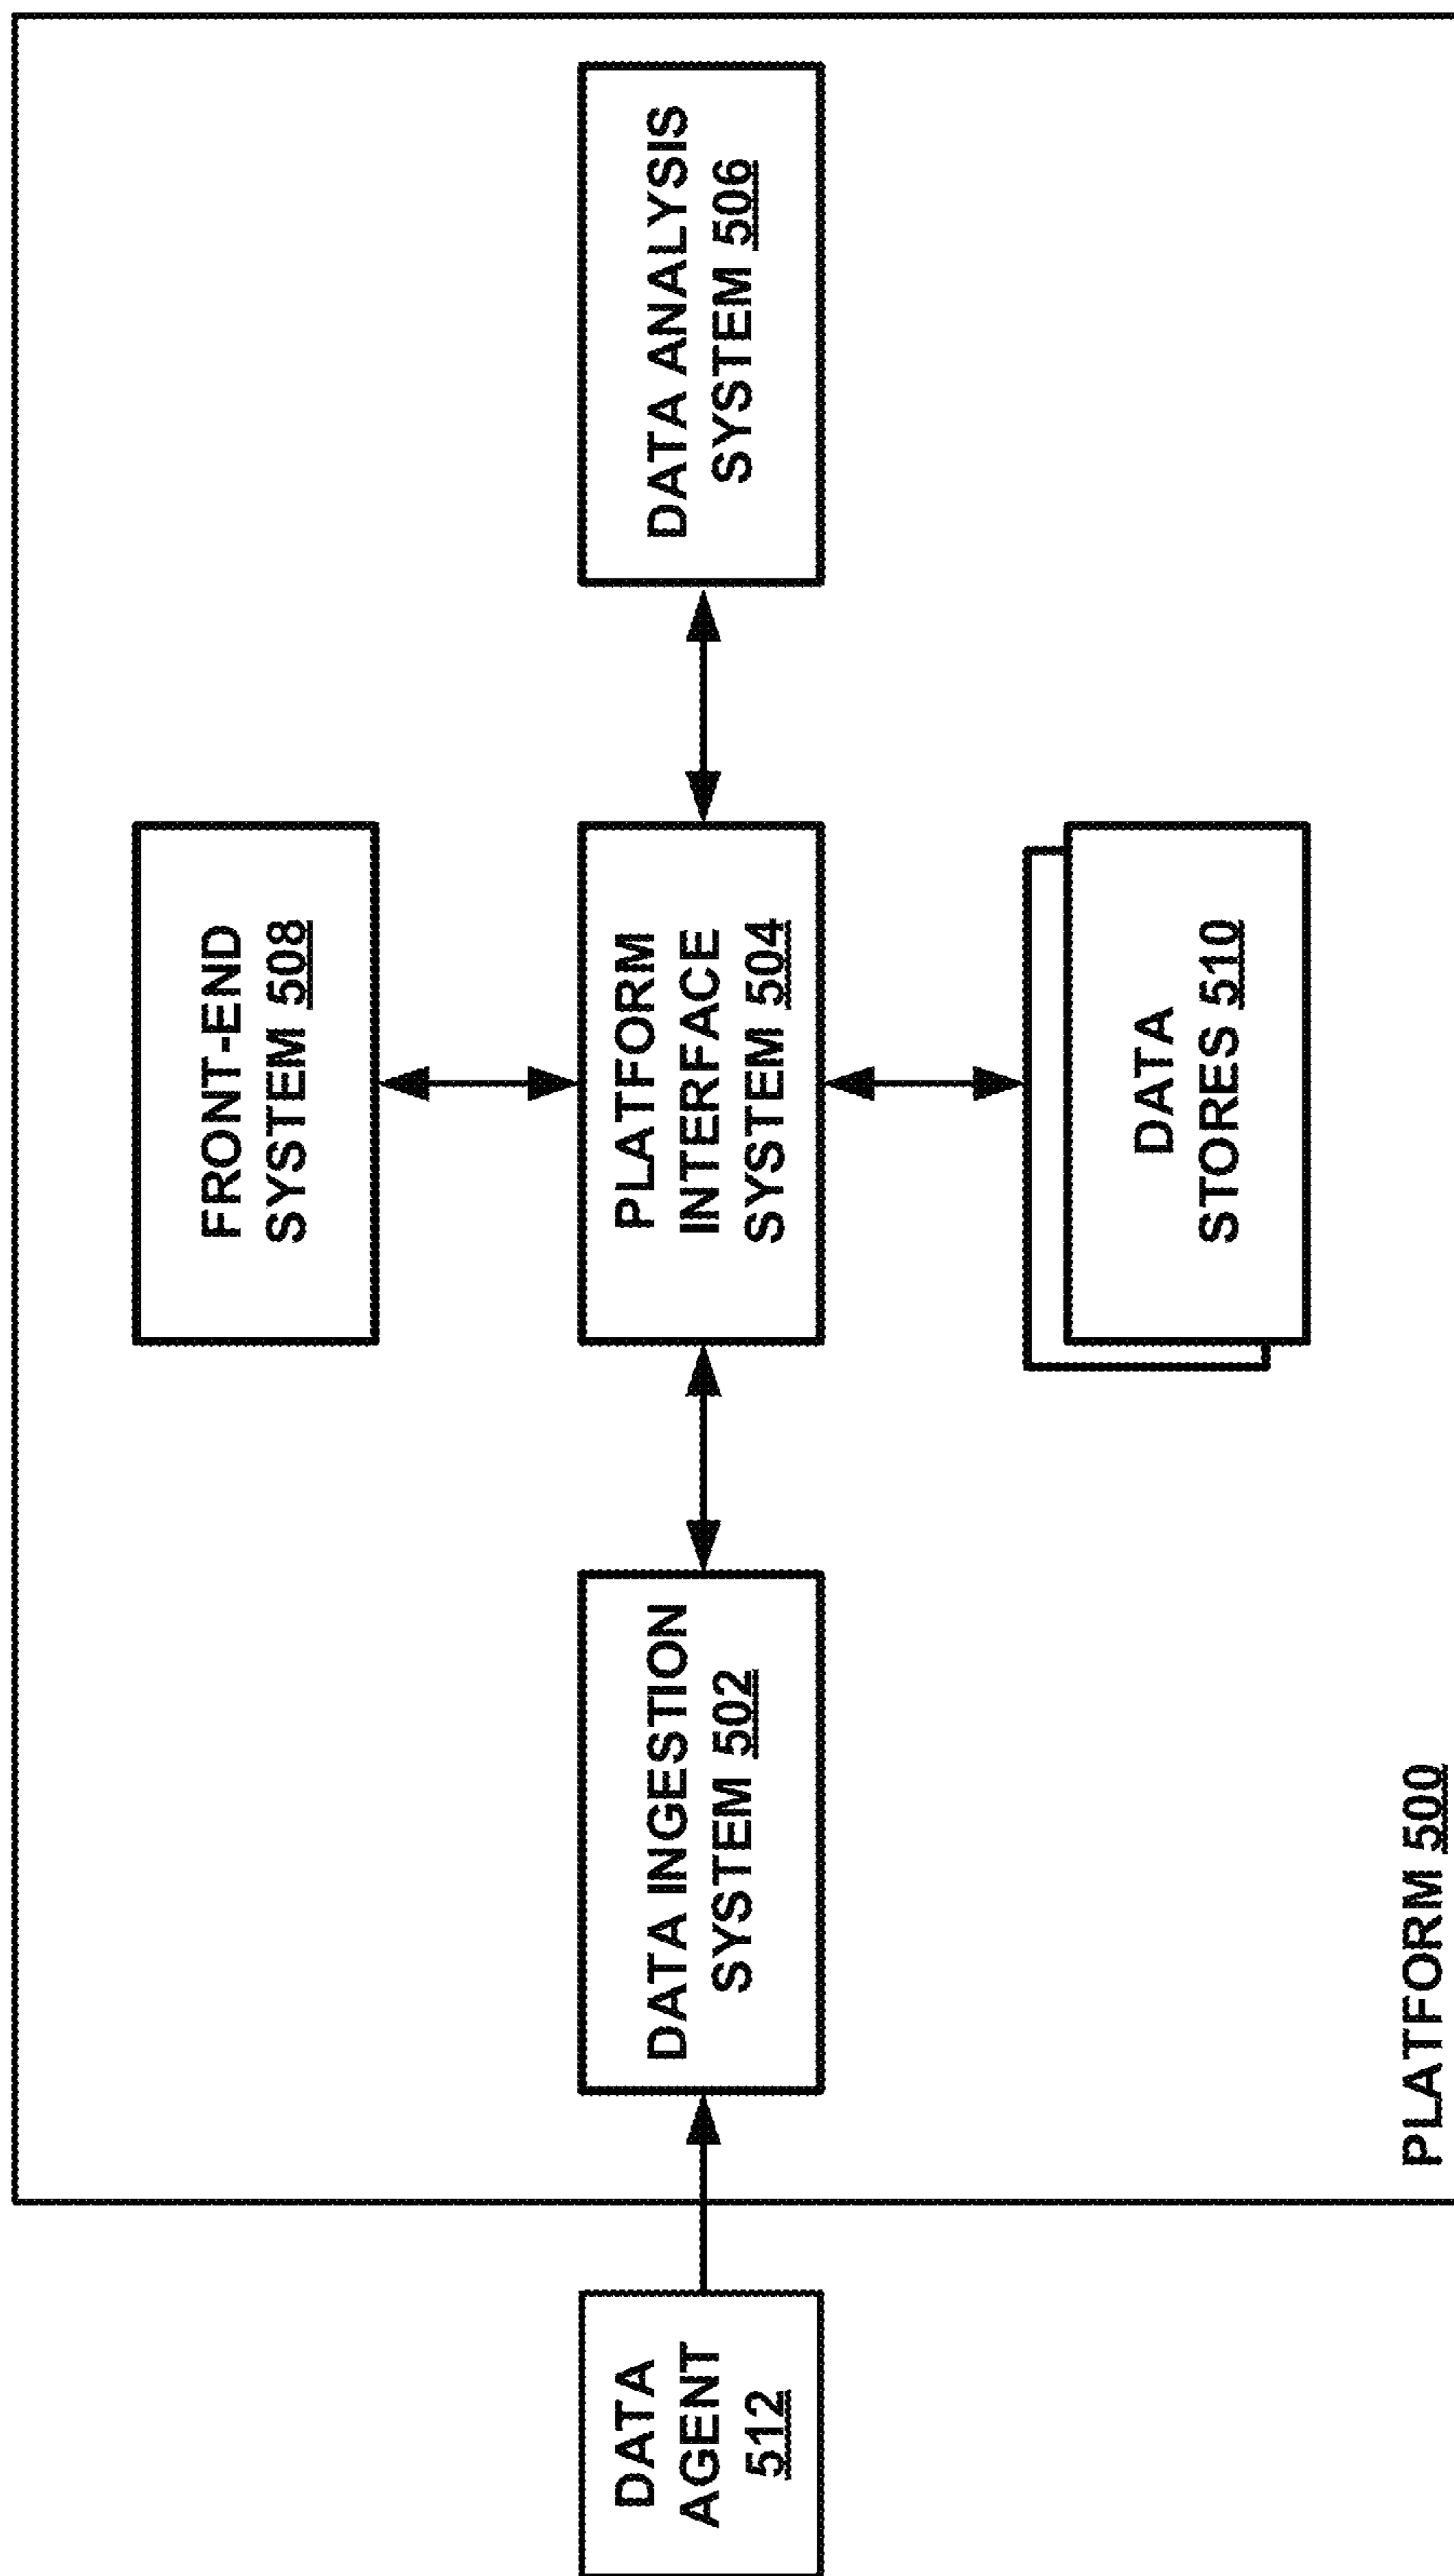 FRONT-END
SYSTEM 508
DATA
AGENT
512
DATA INGESTION
SYSTEM 502
PLATFORM
INTERFACE
SYSTEM 504
DATA ANALYSIS
SYSTEM 506
DATA
STORES 510
PLATFORM 500